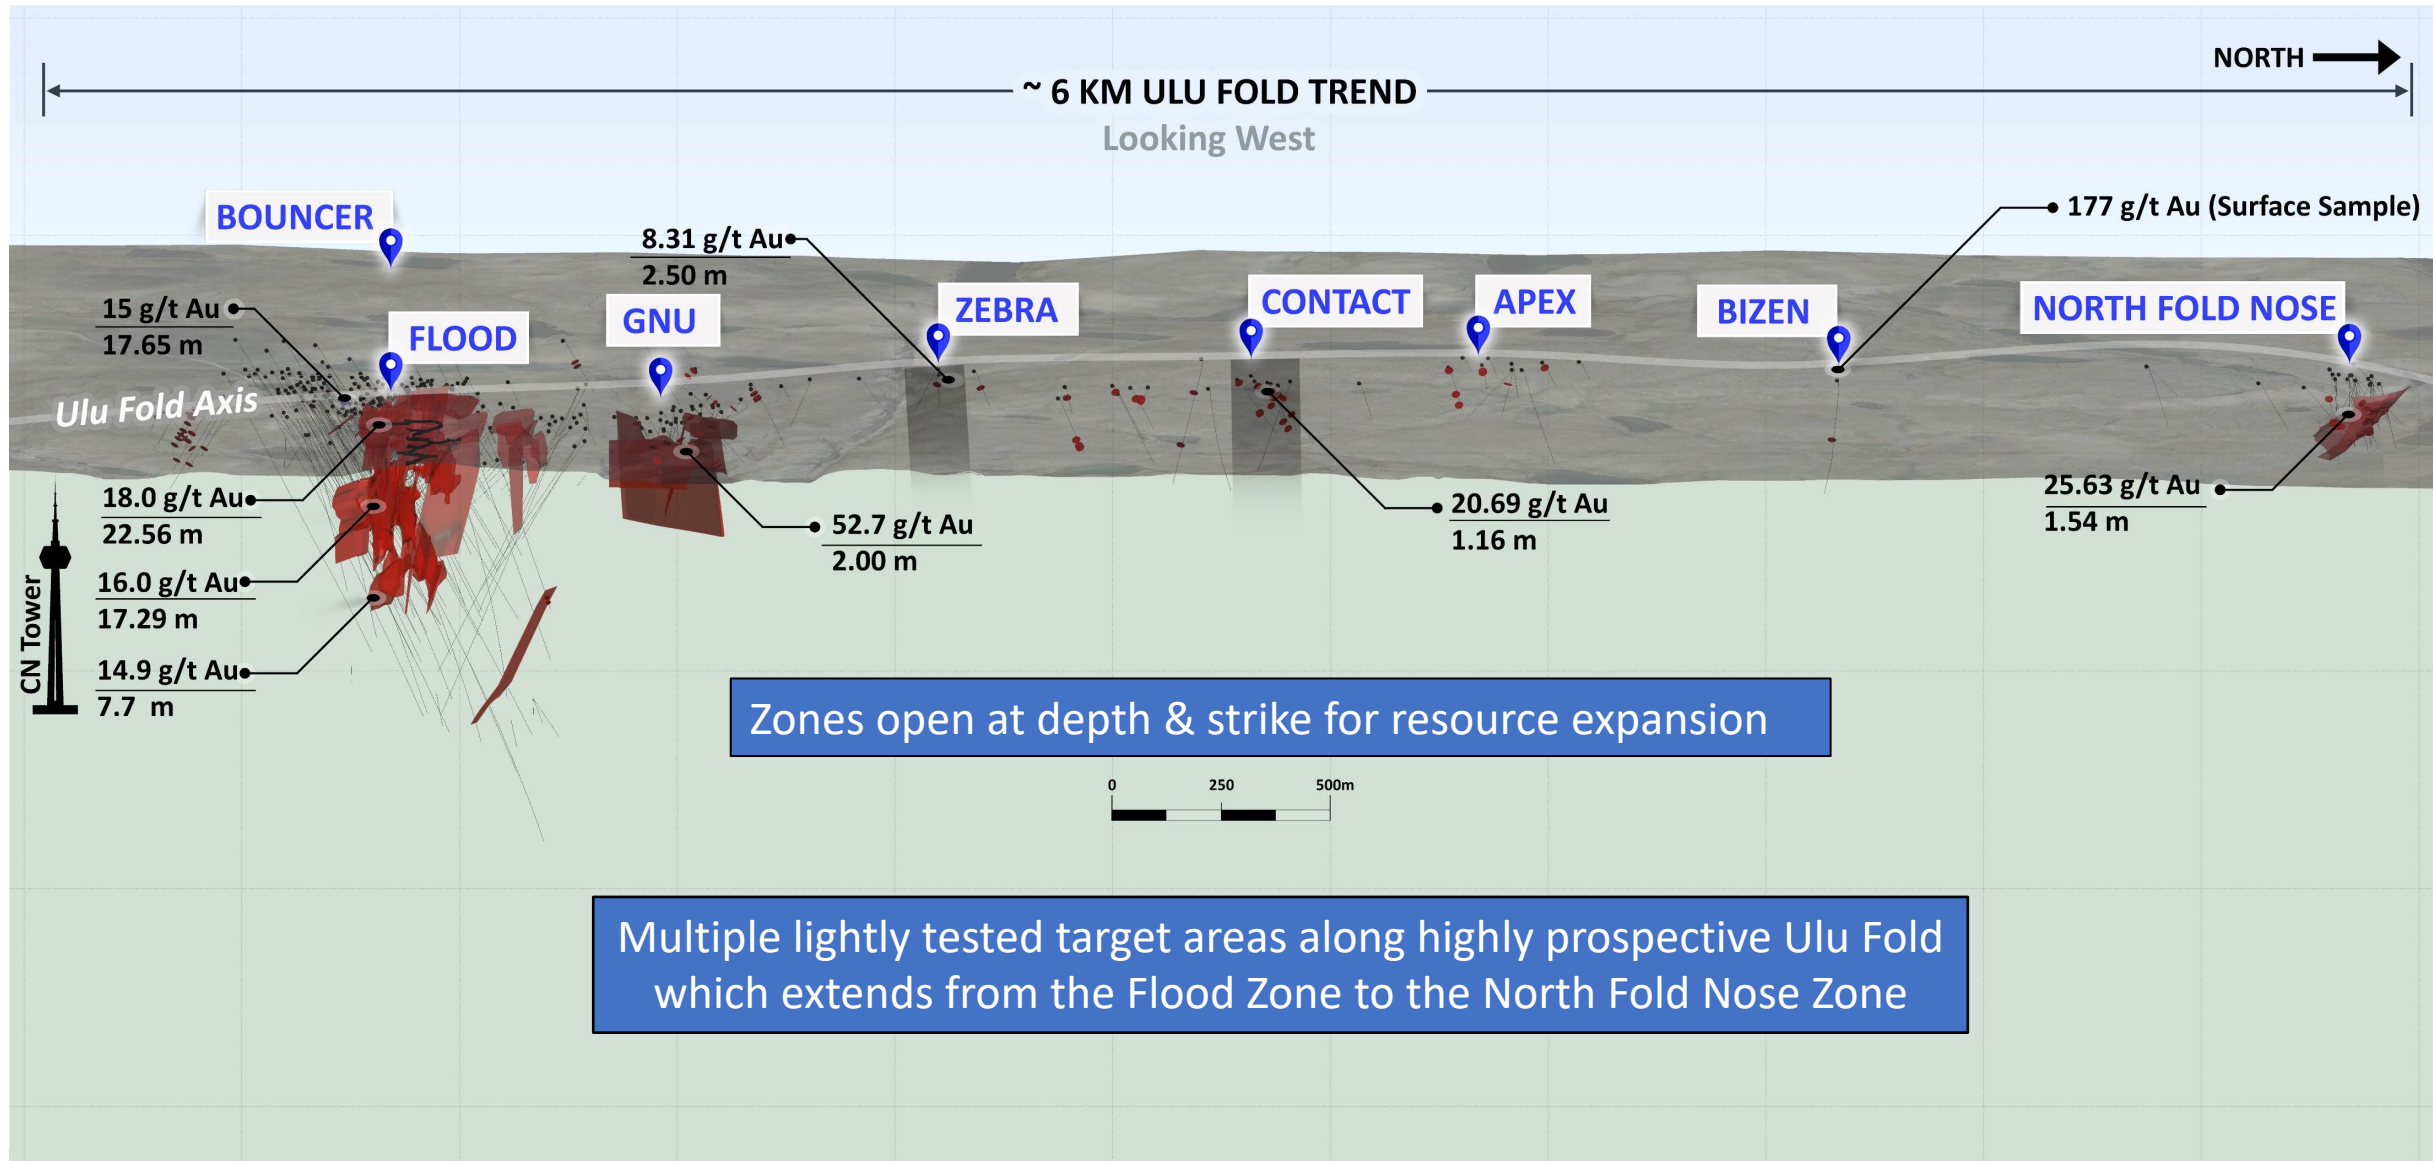 NORTH
~ 6 KM ULU FOLD TREND
Looking West
BOUNCER
177 g/t Au (Surface Sample)
8.31 g/t Au
2.50 m
15 g/t Au
17.65 m
FLOOD
GNU
ZEBRA
CONTACT
APEX
BIZEN
NORTH FOLD NOSE
Ulu Fold Axis
18.0 g/t Au
22.56 m
16.0 g/t Au
17.29 m
14.9 g/t Au
7.7 m
CN Tower
52.7 g/t Au
2.00 m
20.69 g/t Au
1.16 m
25.63 g/t Au
1.54 m
Zones open at depth & strike for resource expansion
0 250 500m
Multiple lightly tested target areas along highly prospective Ulu Fold
which extends from the Flood Zone to the North Fold Nose Zone